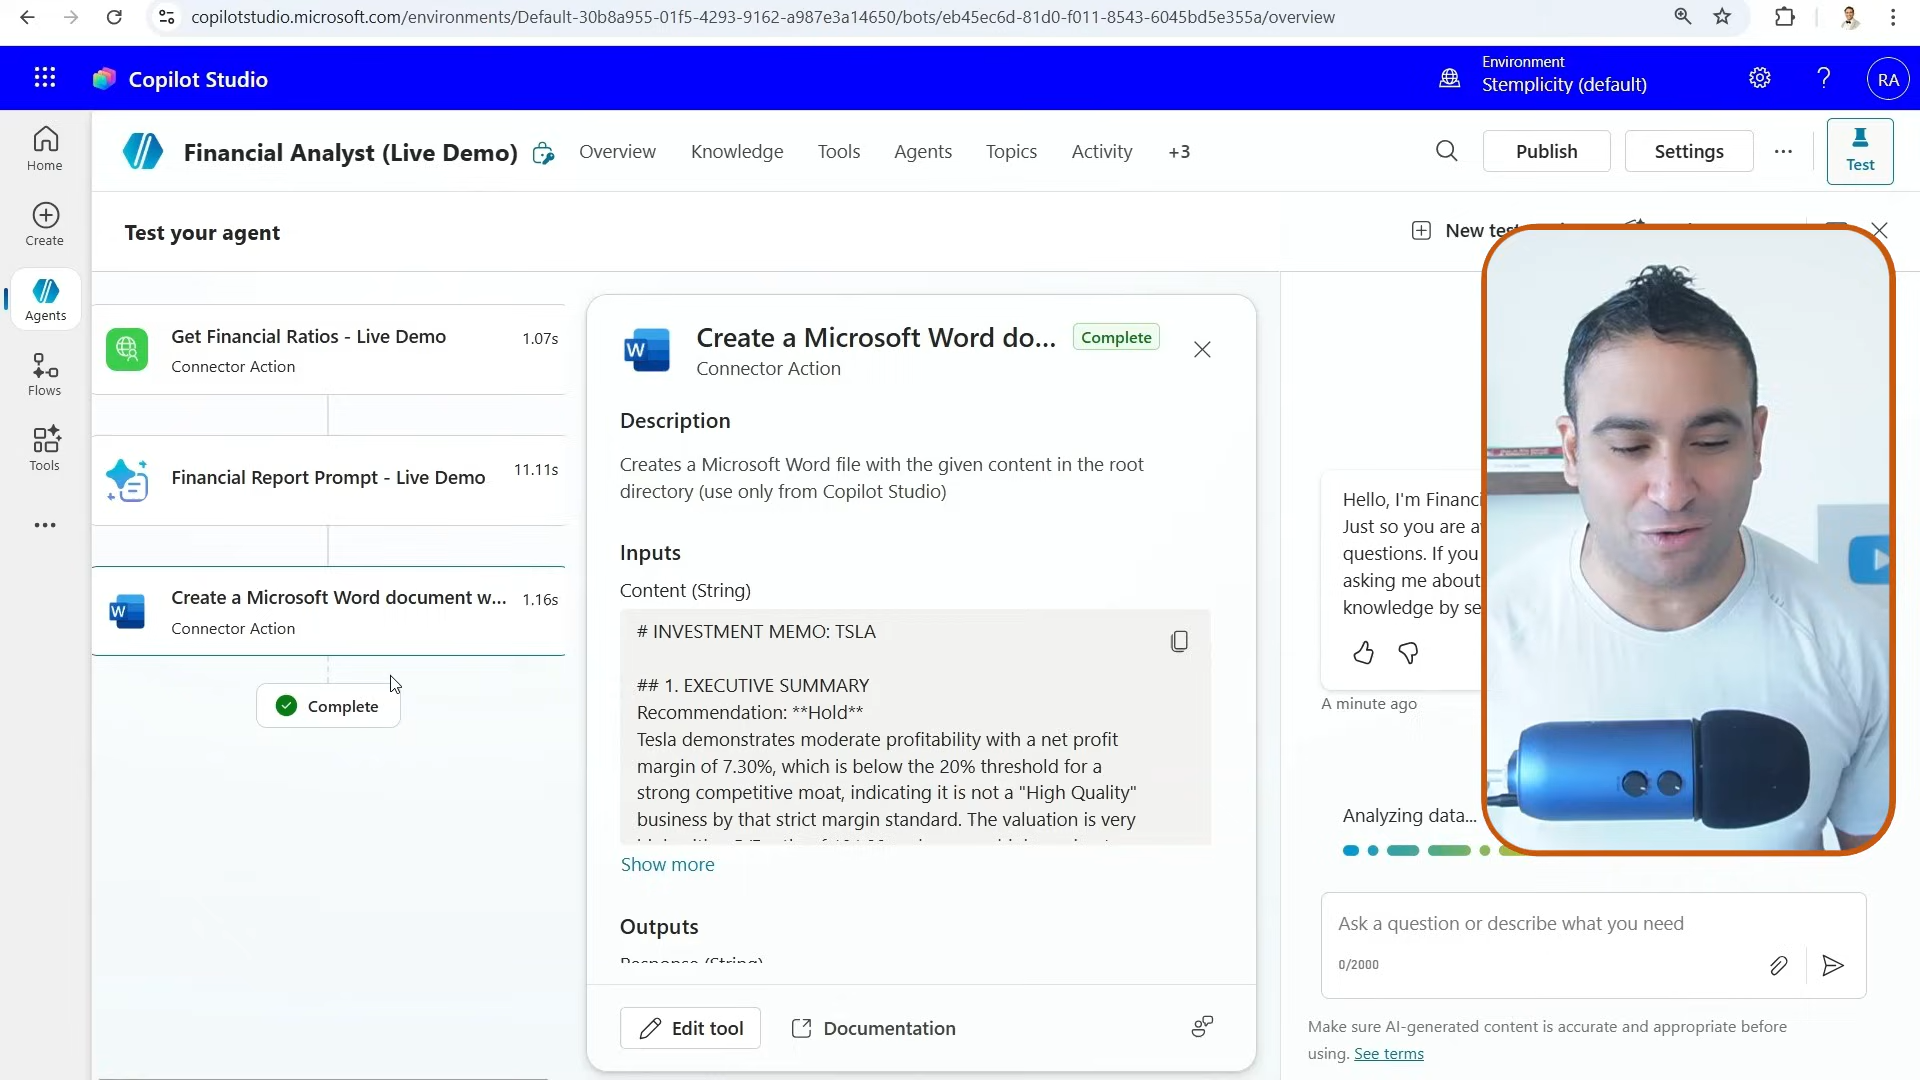 copilotstudio.microsoft.com/environments/Default-30b8a955-01f5-4293-9162-a987e3a14650/bots/eb45ec6d-81d0-f011-8543-6045bd5e355a/overview
Copilot Studio
Environment
Stemplicity (default)
RA
Home
Create
Agents
Flows
Tools
Financial Analyst (Live Demo)
Overview
Knowledge
Tools
Agents
Topics
Activity
+3
Publish
Settings
Test
Test your agent
New test
Get Financial Ratios - Live Demo
1.07s
Connector Action
Financial Report Prompt - Live Demo
11.11s
Create a Microsoft Word document w...
1.16s
Connector Action
Complete
Create a Microsoft Word do...
Complete
Connector Action
Description
Creates a Microsoft Word file with the given content in the root
directory (use only from Copilot Studio)
Inputs
Content (String)
# INVESTMENT MEMO: TSLA
## 1. EXECUTIVE SUMMARY
Recommendation: **Hold**
Tesla demonstrates moderate profitability with a net profit
margin of 7.30%, which is below the 20% threshold for a
strong competitive moat, indicating it is not a "High Quality"
business by that strict margin standard. The valuation is very
Show more
Outputs
Response (String)
Edit tool
Documentation
Hello, I'm Financi
Just so you are a
questions. If you
asking me about
knowledge by se
A minute ago
Analyzing data...
Ask a question or describe what you need
0/2000
Make sure AI-generated content is accurate and appropriate before
using. See terms